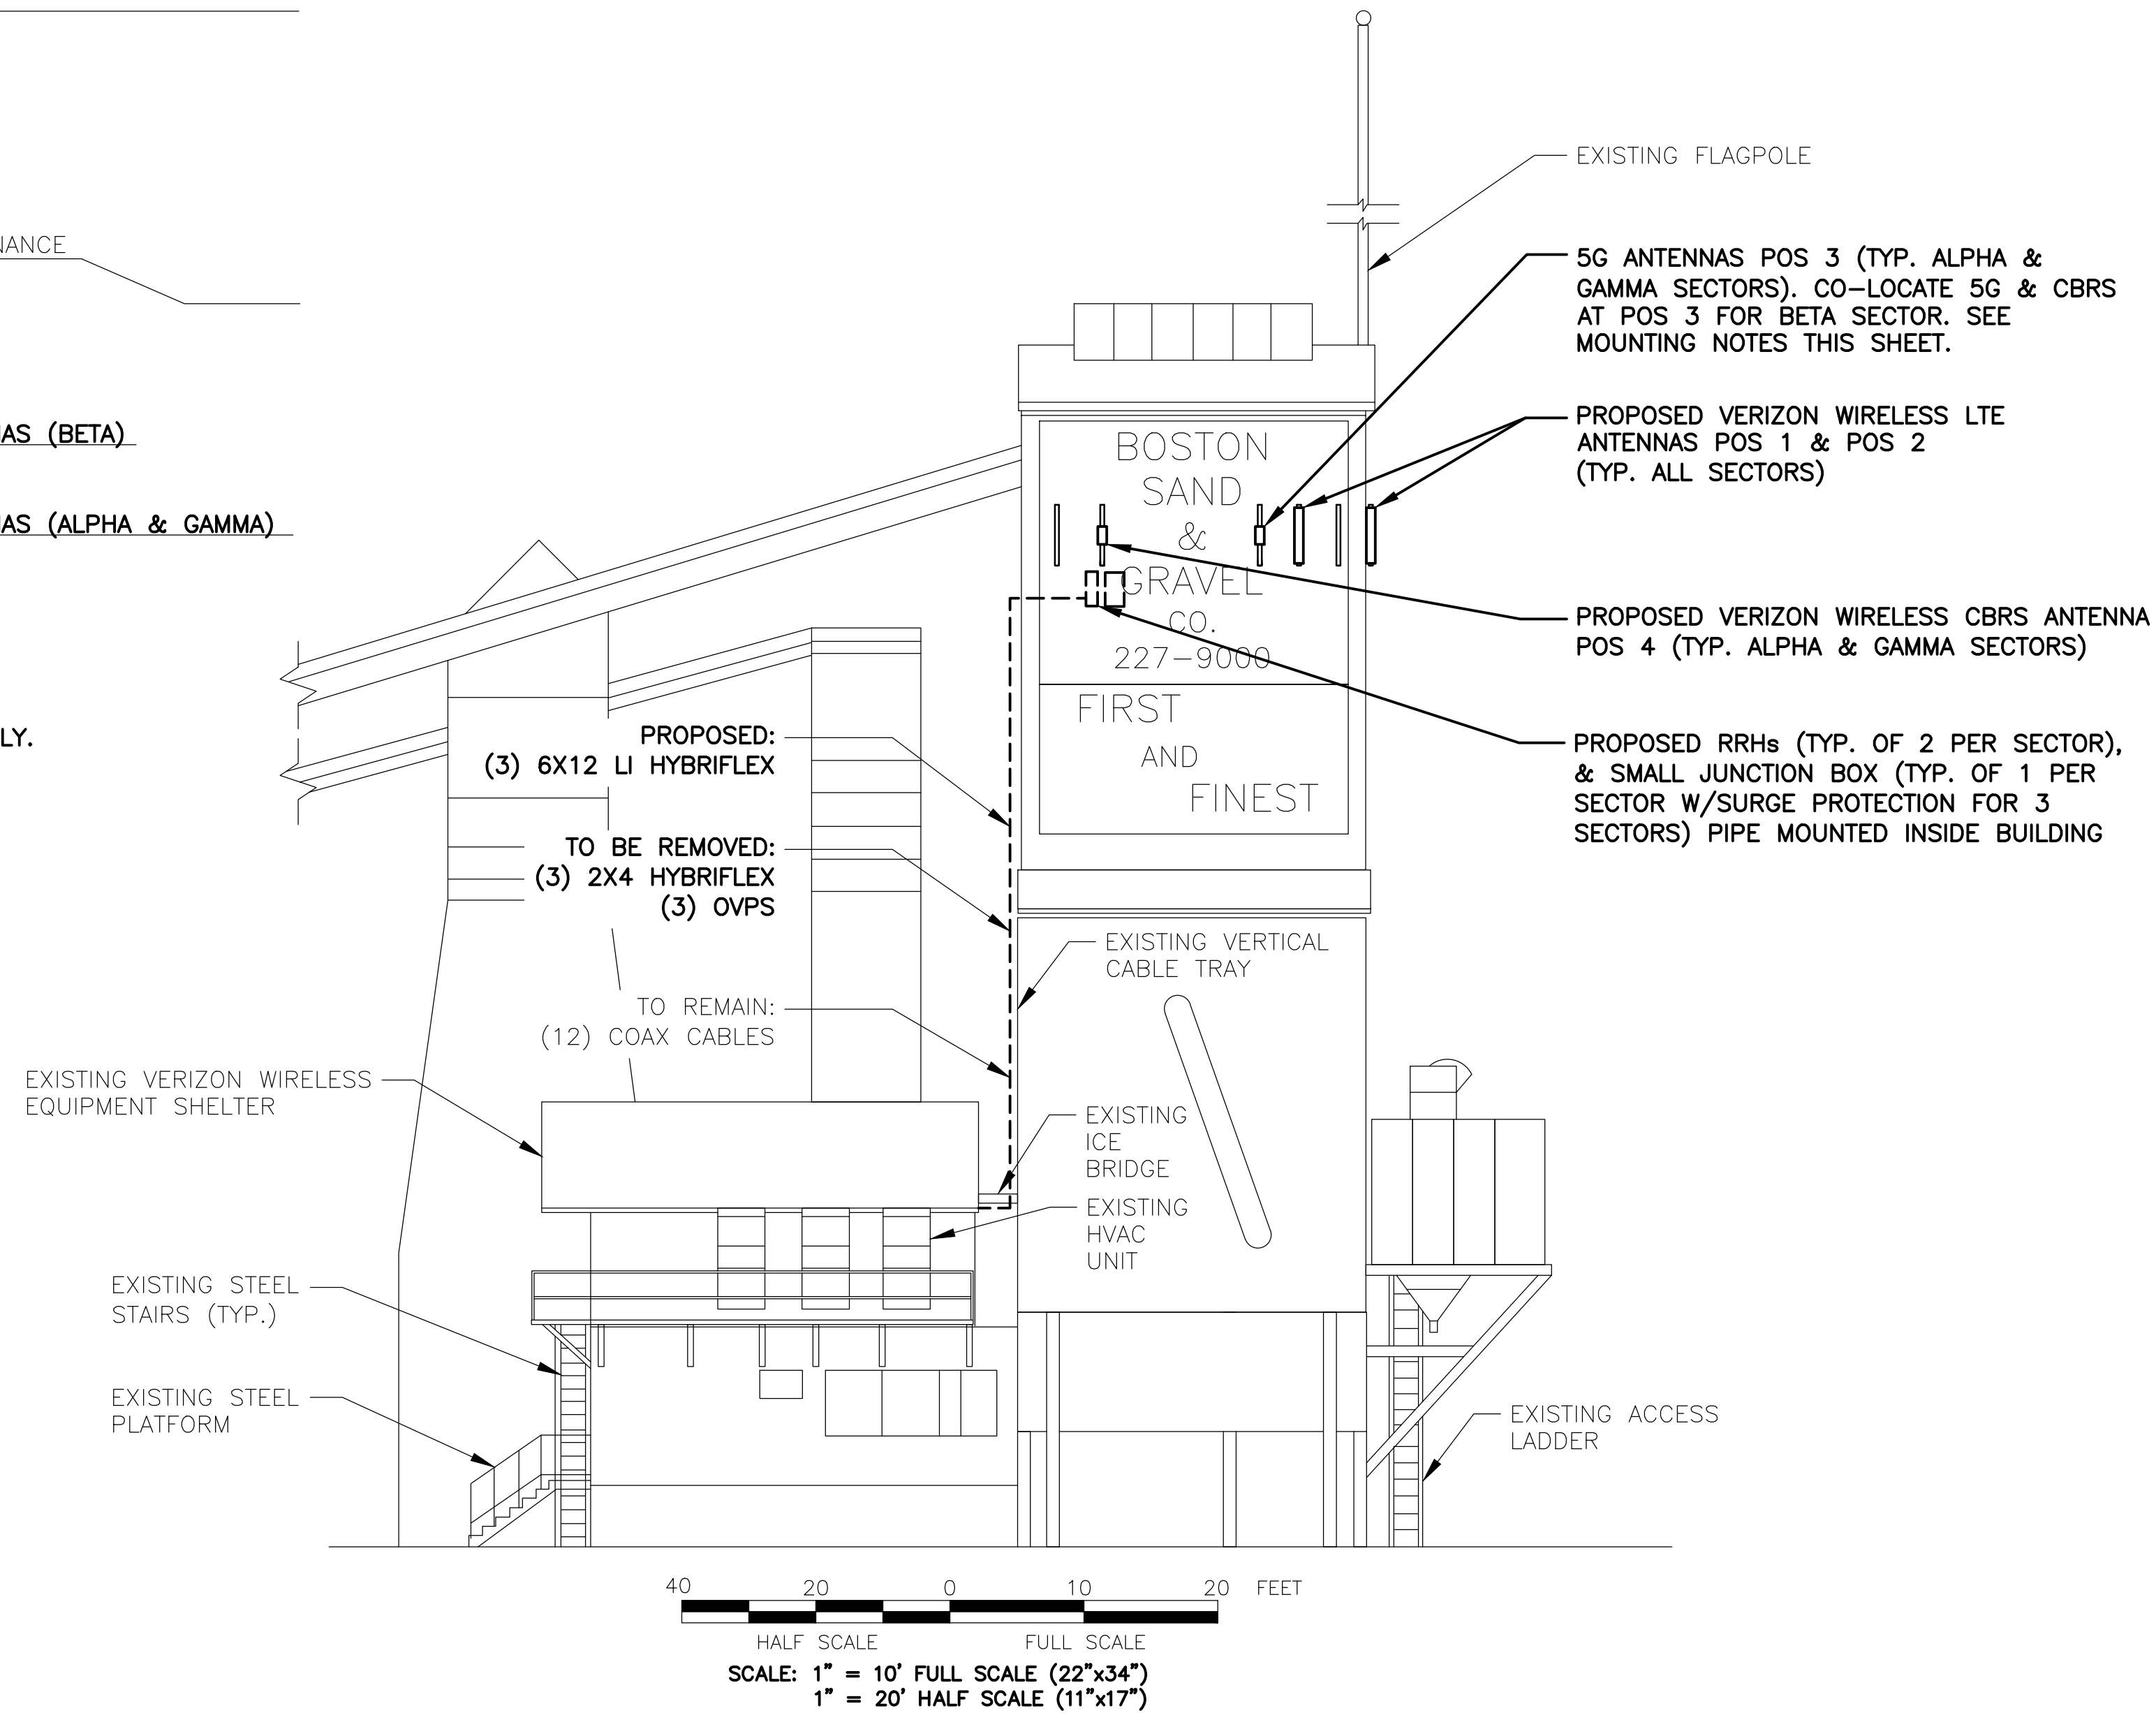 NANCE
NAS (BETA)
NAS (ALPHA & GAMMA)
LY.
EXISTING FLAGPOLE
5G ANTENNAS POS 3 (TYP. ALPHA &
GAMMA SECTORS). CO-LOCATE 5G & CBRS
AT POS 3 FOR BETA SECTOR. SEE
MOUNTING NOTES THIS SHEET.
PROPOSED VERIZON WIRELESS LTE
ANTENNAS POS 1 & POS 2
(TYP. ALL SECTORS)
PROPOSED VERIZON WIRELESS CBRS ANTENNA
POS 4 (TYP. ALPHA & GAMMA SECTORS)
PROPOSED RRHs (TYP. OF 2 PER SECTOR),
& SMALL JUNCTION BOX (TYP. OF 1 PER
SECTOR W/SURGE PROTECTION FOR 3
SECTORS) PIPE MOUNTED INSIDE BUILDING
BOSTON
SAND
&
GRAVEL
CO.
227-9000
FIRST
AND
FINEST
PROPOSED:
(3) 6X12 LI HYBRIFLEX
TO BE REMOVED:
(3) 2X4 HYBRIFLEX
(3) OVPS
TO REMAIN:
(12) COAX CABLES
EXISTING VERTICAL
CABLE TRAY
EXISTING VERIZON WIRELESS
EQUIPMENT SHELTER
EXISTING
ICE
BRIDGE
EXISTING
HVAC
UNIT
EXISTING STEEL
STAIRS (TYP.)
EXISTING STEEL
PLATFORM
EXISTING ACCESS
LADDER
40 20 0 10 20 FEET
HALF SCALE FULL SCALE
SCALE: 1" = 10' FULL SCALE (22"x34")
1" = 20' HALF SCALE (11"x17")